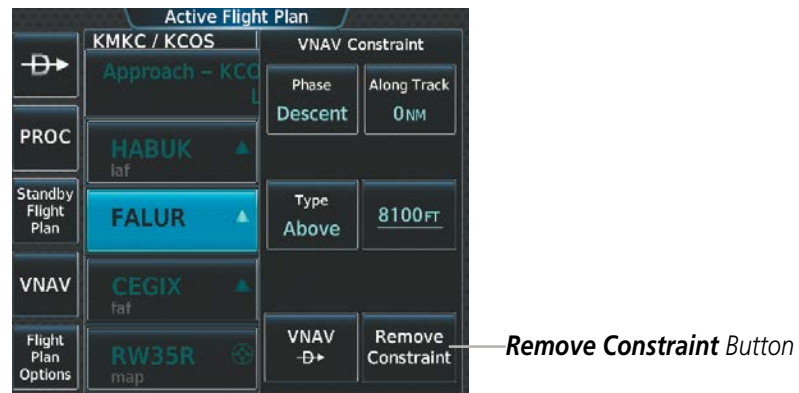 Active Flight Plan
KMKC / KCOS
VNAV Constraint
Approach – KCO
L
Phase
Descent
Along Track
0NM
PROC
HABUK
iaf
Standby
Flight
Plan
FALUR
Type
Above
8100FT
VNAV
CEGIX
faf
Flight
Plan
Options
RW35R
map
VNAV
D
Remove
Constraint
Remove Constraint Button
D